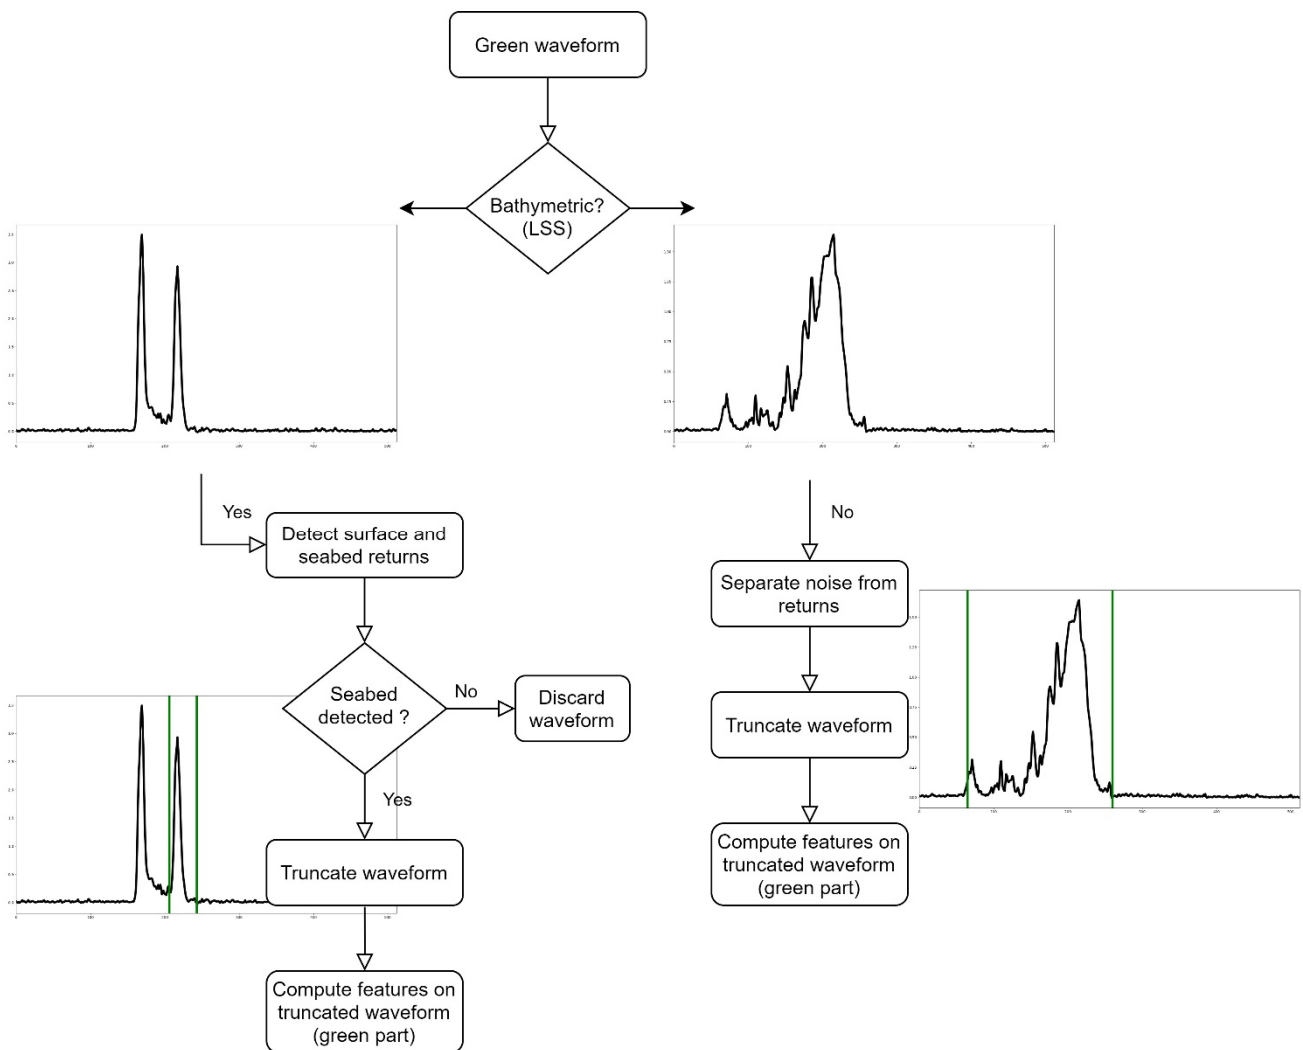 Green waveform
Bathymetric?
(LSS)
Yes
Detect surface and
seabed returns
Seabed
detected ?
No
Discard
waveform
Yes
Truncate waveform
Compute features on
truncated waveform
(green part)
No
Separate noise from
returns
Truncate waveform
Compute features on
truncated waveform
(green part)